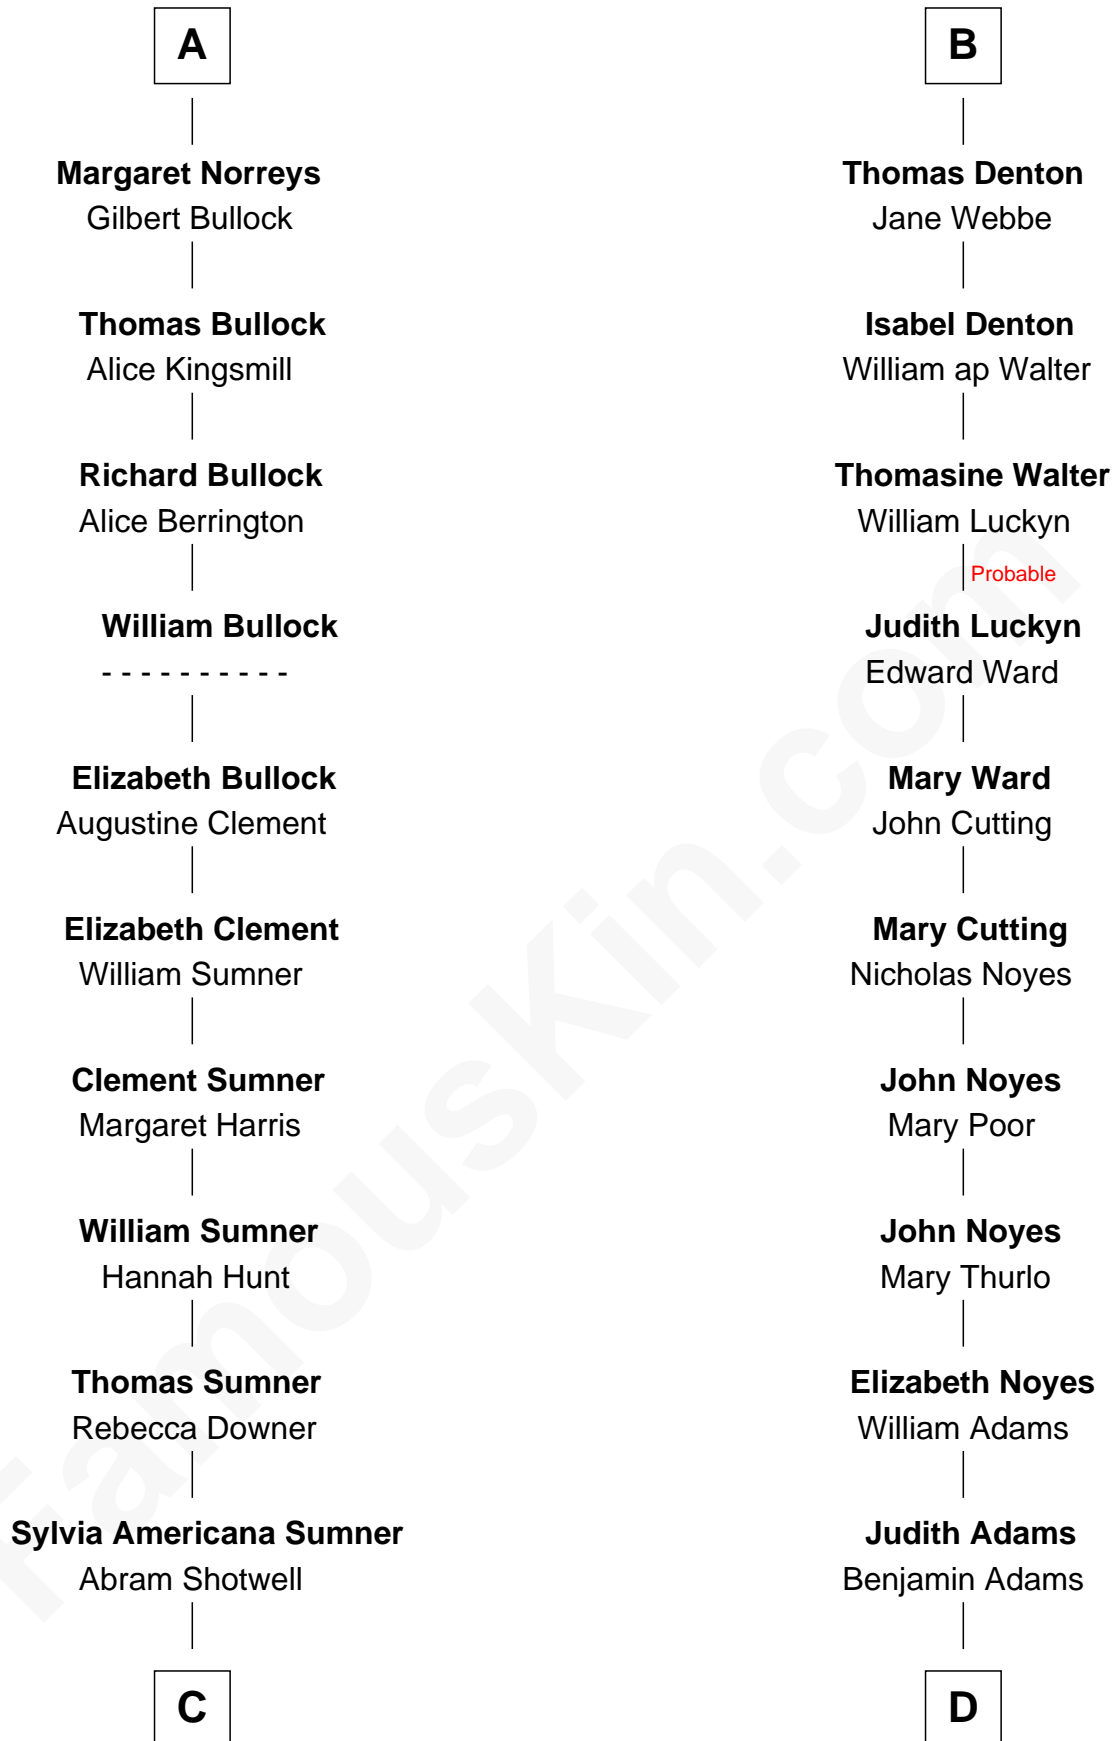 A
Margaret Norreys
Gilbert Bullock
Thomas Bullock
Alice Kingsmill
Richard Bullock
Alice Berrington
William Bullock
- - - - - - - - - -
Elizabeth Bullock
Augustine Clement
Elizabeth Clement
William Sumner
Clement Sumner
Margaret Harris
William Sumner
Hannah Hunt
Thomas Sumner
Rebecca Downer
Sylvia Americana Sumner
Abram Shotwell
C
B
Thomas Denton
Jane Webbe
Isabel Denton
William ap Walter
Thomasine Walter
William Luckyn
Probable
Judith Luckyn
Edward Ward
Mary Ward
John Cutting
Mary Cutting
Nicholas Noyes
John Noyes
Mary Poor
John Noyes
Mary Thurlo
Elizabeth Noyes
William Adams
Judith Adams
Benjamin Adams
D
FamousKin.com